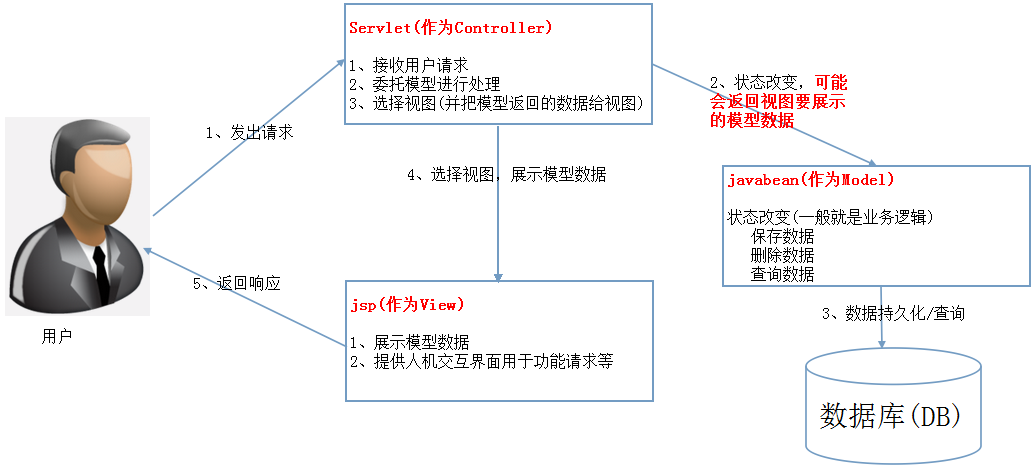 Servlet(作为Controller)
1、接收用户请求
2、委托模型进行处理
3、选择视图(并把模型返回的数据给视图)
1、发出请求
2、状态改变，可能
会返回视图要展示
的模型数据
4、选择视图，展示模型数据
javabean(作为Model)
状态改变(一般就是业务逻辑)
保存数据
删除数据
查询数据
5、返回响应
用户
jsp(作为View)
1、展示模型数据
2、提供人机交互界面用于功能请求等
3、数据持久化/查询
数据库(DB)